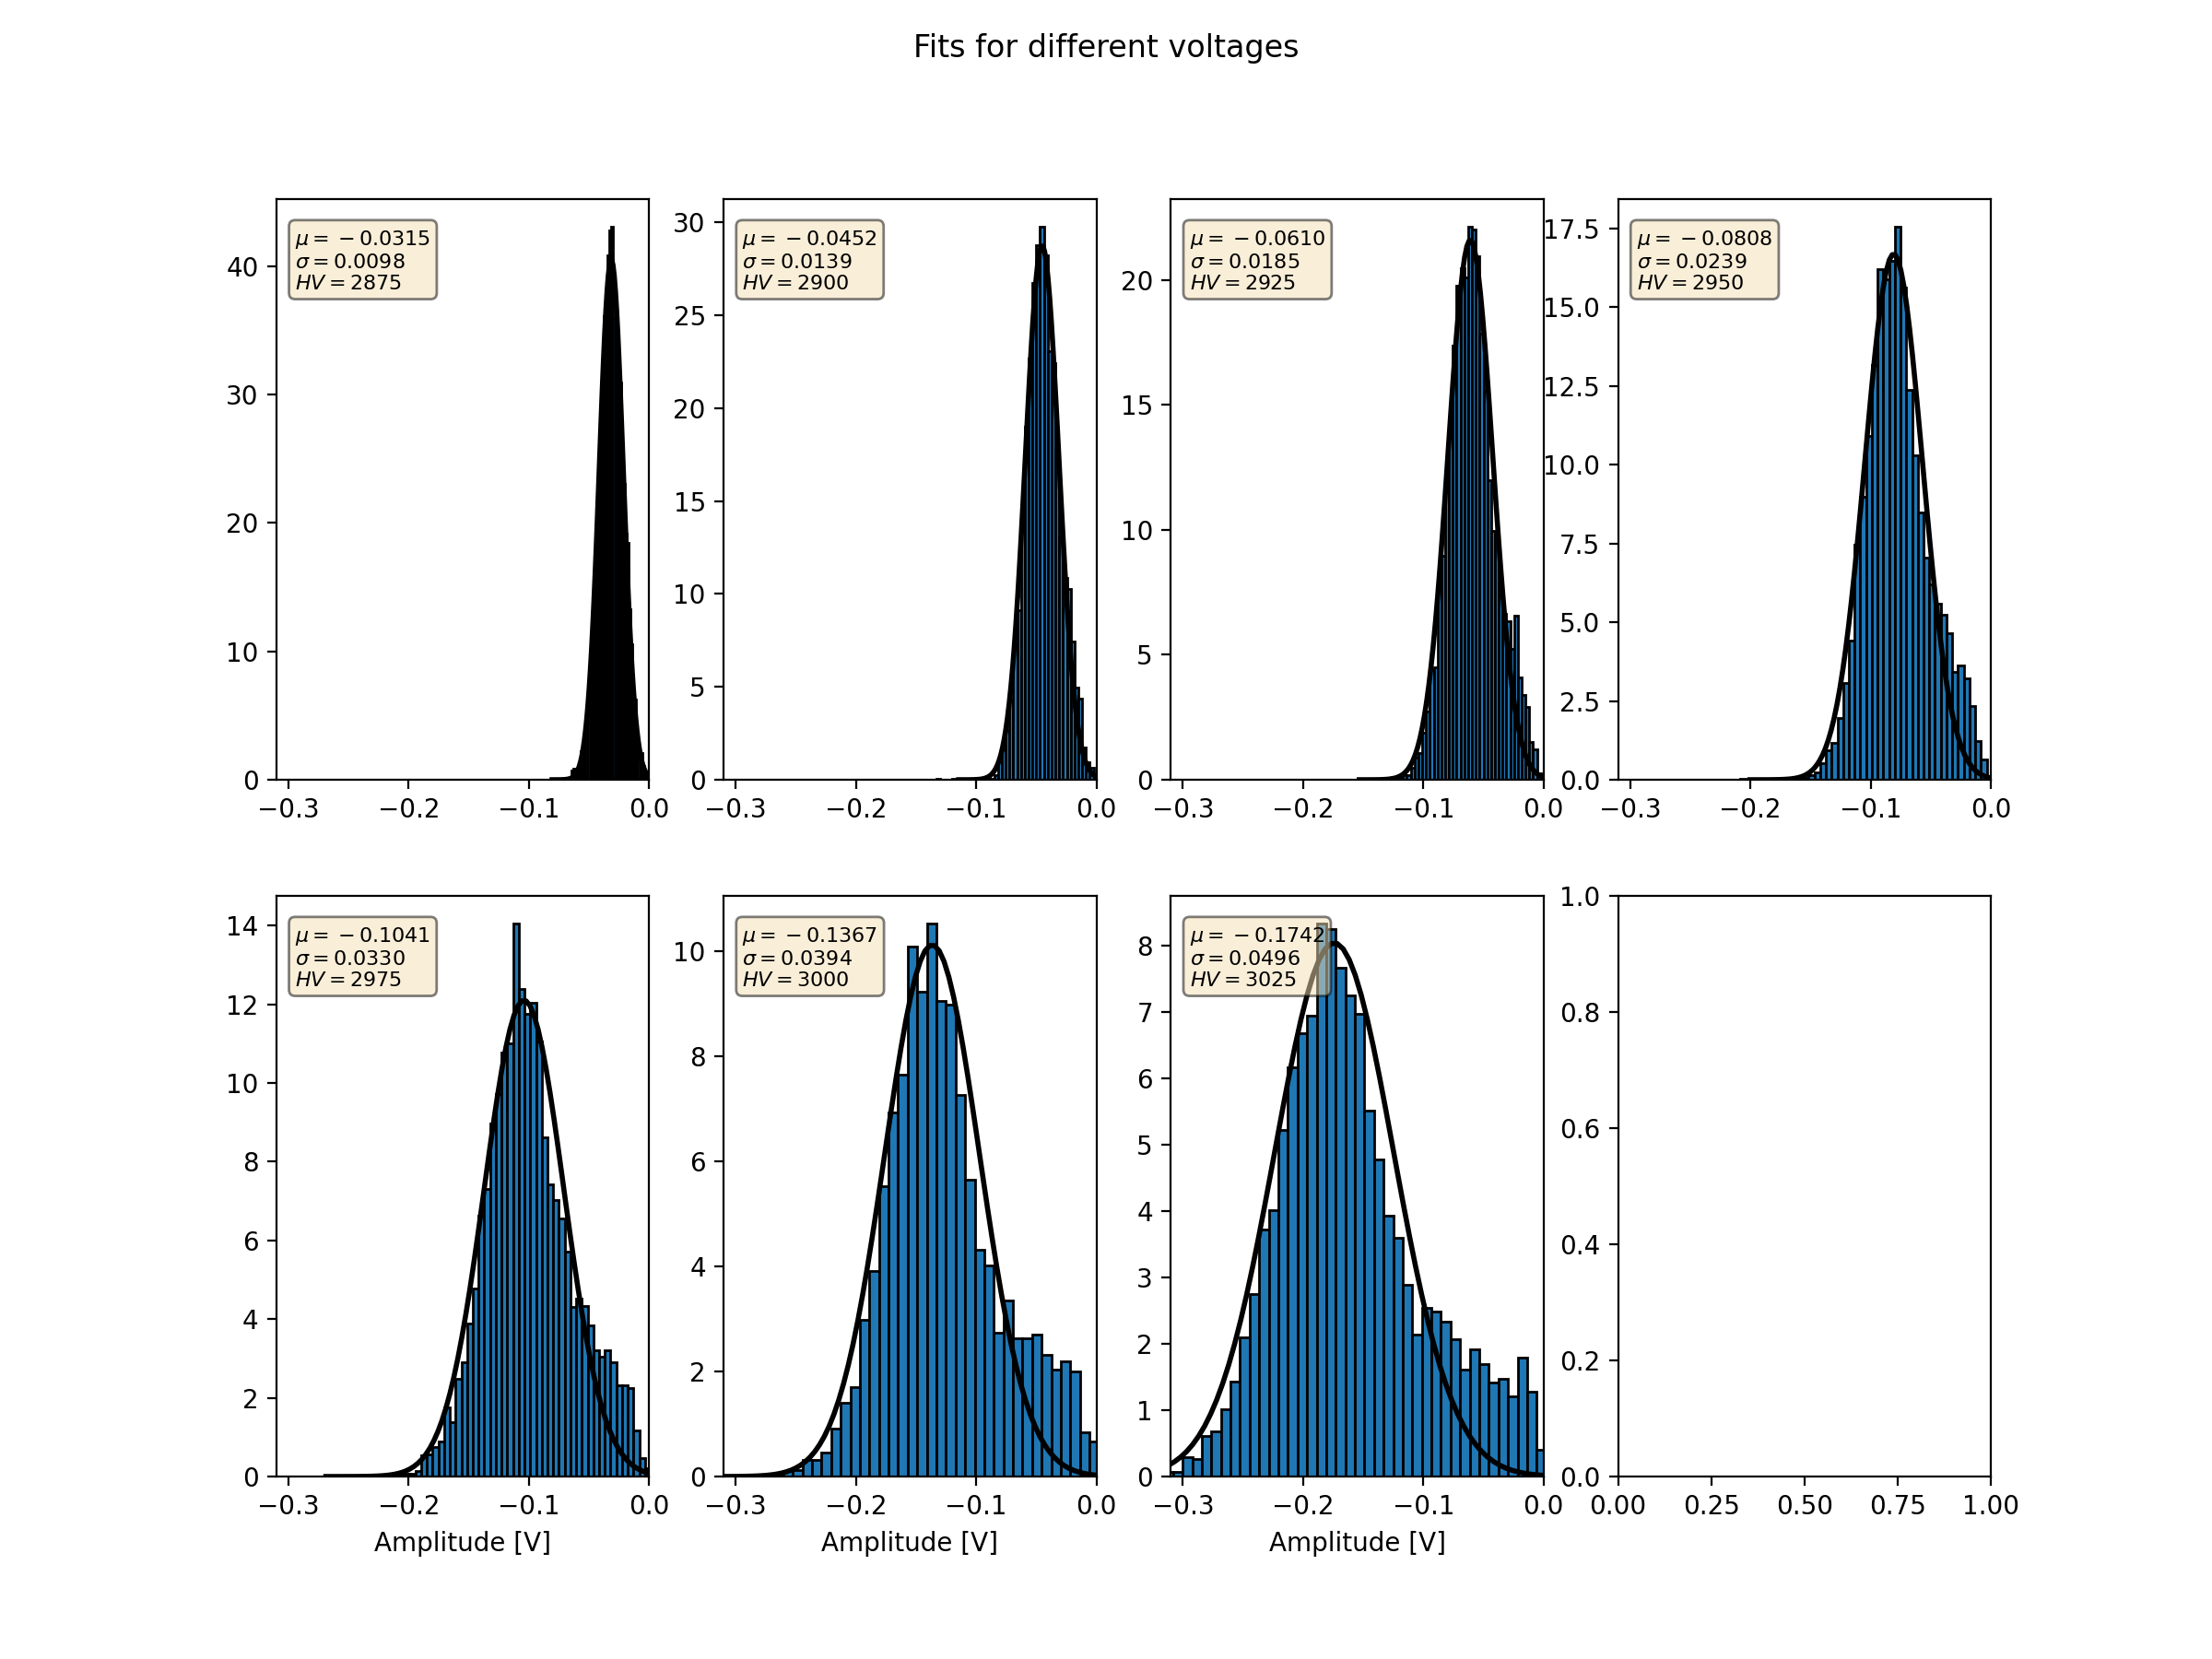 Fits for different voltages
μ = −0.0315
σ = 0.0098
HV = 2875
40
30
20
10
0
−0.3 −0.2 −0.1 0.0
μ = −0.0452
σ = 0.0139
HV = 2900
30
25
20
15
10
5
0
−0.3 −0.2 −0.1 0.0
μ = −0.0610
σ = 0.0185
HV = 2925
20
15
10
5
0
−0.3 −0.2 −0.1 0.0
μ = −0.0808
σ = 0.0239
HV = 2950
17.5
15.0
12.5
10.0
7.5
5.0
2.5
0.0
−0.3 −0.2 −0.1 0.0
μ = −0.1041
σ = 0.0330
HV = 2975
14
12
10
8
6
4
2
0
−0.3 −0.2 −0.1 0.0
Amplitude [V]
μ = −0.1367
σ = 0.0394
HV = 3000
10
8
6
4
2
0
−0.3 −0.2 −0.1 0.0
Amplitude [V]
μ = −0.1742
σ = 0.0496
HV = 3025
8
7
6
5
4
3
2
1
0
−0.3 −0.2 −0.1 0.0
Amplitude [V]
1.0
0.8
0.6
0.4
0.2
0.0
0.00 0.25 0.50 0.75 1.00